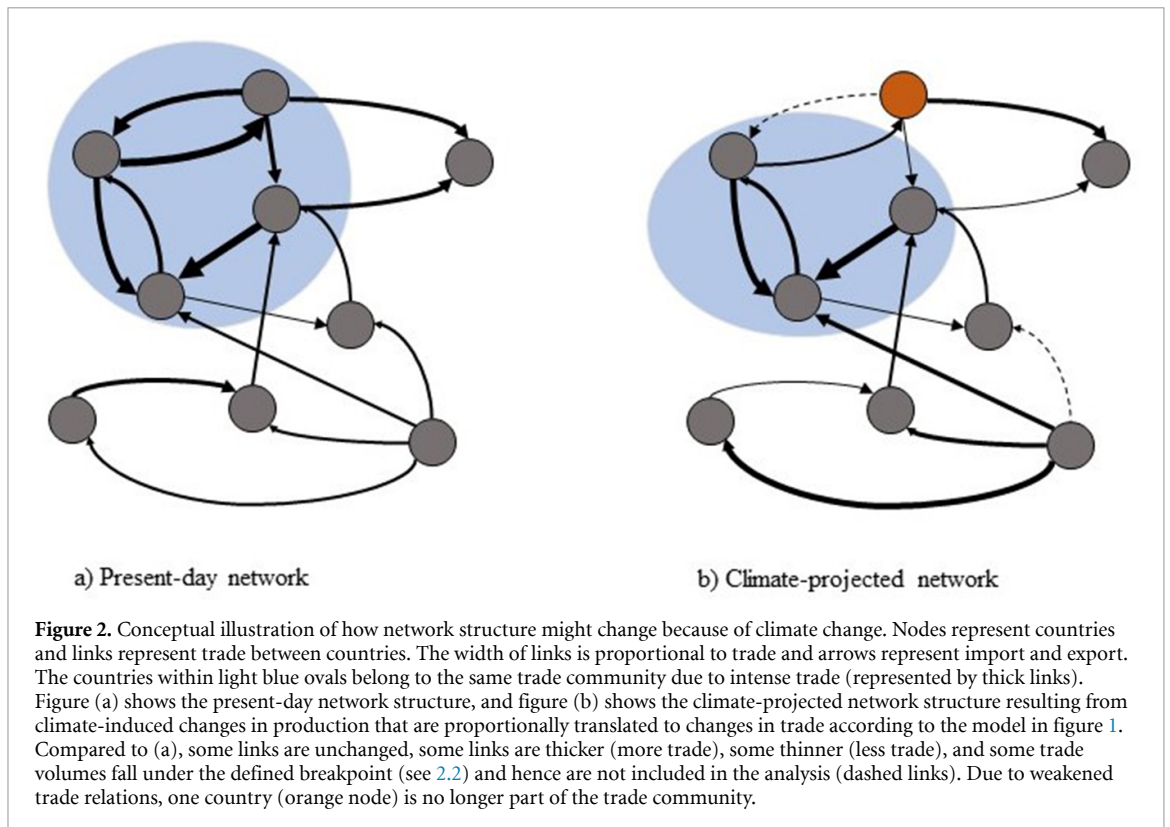 a) Present-day network
b) Climate-projected network
Figure 2. Conceptual illustration of how network structure might change because of climate change. Nodes represent countries
and links represent trade between countries. The width of links is proportional to trade and arrows represent import and export.
The countries within light blue ovals belong to the same trade community due to intense trade (represented by thick links).
Figure (a) shows the present-day network structure, and figure (b) shows the climate-projected network structure resulting from
climate-induced changes in production that are proportionally translated to changes in trade according to the model in figure 1.
Compared to (a), some links are unchanged, some links are thicker (more trade), some thinner (less trade), and some trade
volumes fall under the defined breakpoint (see 2.2) and hence are not included in the analysis (dashed links). Due to weakened
trade relations, one country (orange node) is no longer part of the trade community.